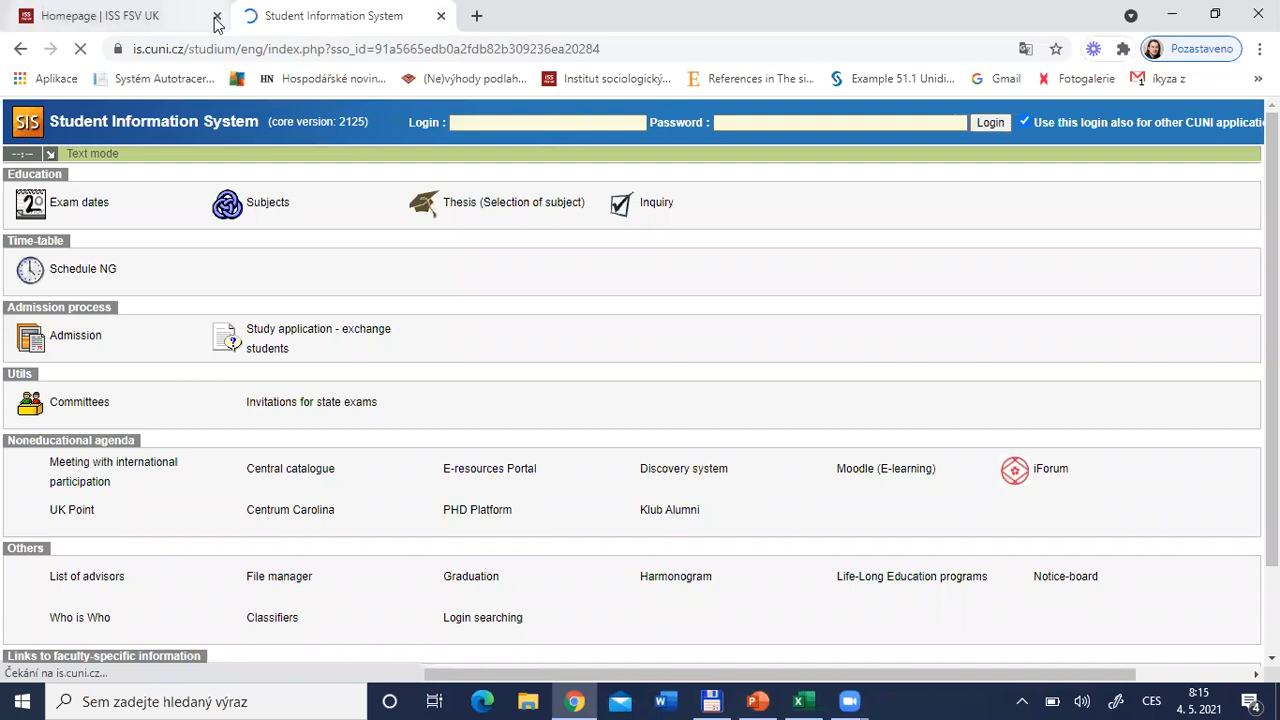 Homepage | ISS FSV UK
Student Information System
is.cuni.cz/studium/eng/index.php?sso_id=91a5665edb0a2fdb82b309236ea20284
Pozastaveno
Aplikace
Systém Autotracer...
HN Hospodářské novin...
(Ne)výhody podlah...
Institut sociologický...
References in The si...
Example 51.1 Unidi...
Gmail
Fotogalerie
íkyza z
SIS Student Information System (core version: 2125) Login : Password : Login Use this login also for other CUNI applicatio
--:-- Text mode
Education
Exam dates
Subjects
Thesis (Selection of subject)
Inquiry
Time-table
Schedule NG
Admission process
Admission
Study application - exchange
students
Utils
Committees
Invitations for state exams
Noneducational agenda
Meeting with international
participation
Central catalogue
E-resources Portal
Discovery system
Moodle (E-learning)
iForum
UK Point
Centrum Carolina
PHD Platform
Klub Alumni
Others
List of advisors
File manager
Graduation
Harmonogram
Life-Long Education programs
Notice-board
Who is Who
Classifiers
Login searching
Links to faculty-specific information
Čekání na is.cuni.cz...
Sem zadejte hledaný výraz
CES
8:15
4. 5. 2021
4